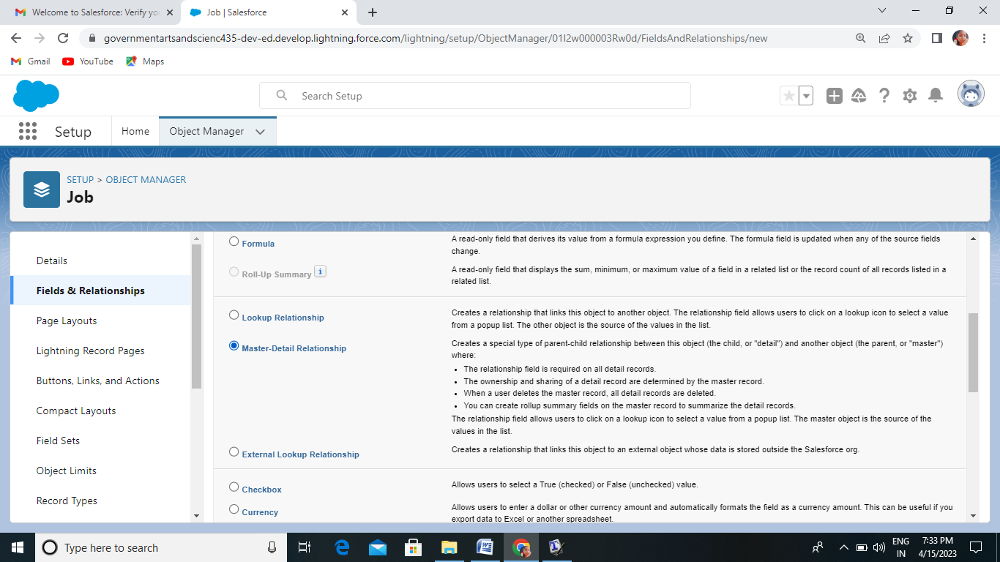 Welcome to Salesforce: Verify yo
Job | Salesforce
governmentartsandscienc435-dev-ed.develop.lightning.force.com/lightning/setup/ObjectManager/01I2w000003Rw0d/FieldsAndRelationships/new
Gmail
YouTube
Maps
Search Setup
Setup
Home
Object Manager
SETUP > OBJECT MANAGER
Job
Details
Fields & Relationships
Page Layouts
Lightning Record Pages
Buttons, Links, and Actions
Compact Layouts
Field Sets
Object Limits
Record Types
Formula
A read-only field that derives its value from a formula expression you define. The formula field is updated when any of the source fields
change.
Roll-Up Summary i
A read-only field that displays the sum, minimum, or maximum value of a field in a related list or the record count of all records listed in a
related list.
Lookup Relationship
Creates a relationship that links this object to another object. The relationship field allows users to click on a lookup icon to select a value
from a popup list. The other object is the source of the values in the list.
Master-Detail Relationship
Creates a special type of parent-child relationship between this object (the child, or "detail") and another object (the parent, or "master")
where:
• The relationship field is required on all detail records.
• The ownership and sharing of a detail record are determined by the master record.
• When a user deletes the master record, all detail records are deleted.
• You can create rollup summary fields on the master record to summarize the detail records.
The relationship field allows users to click on a lookup icon to select a value from a popup list. The master object is the source of the
values in the list.
External Lookup Relationship
Creates a relationship that links this object to an external object whose data is stored outside the Salesforce org.
Checkbox
Allows users to select a True (checked) or False (unchecked) value.
Currency
Allows users to enter a dollar or other currency amount and automatically formats the field as a currency amount. This can be useful if you
export data to Excel or another spreadsheet.
Type here to search
ENG
IN
7:33 PM
4/15/2023